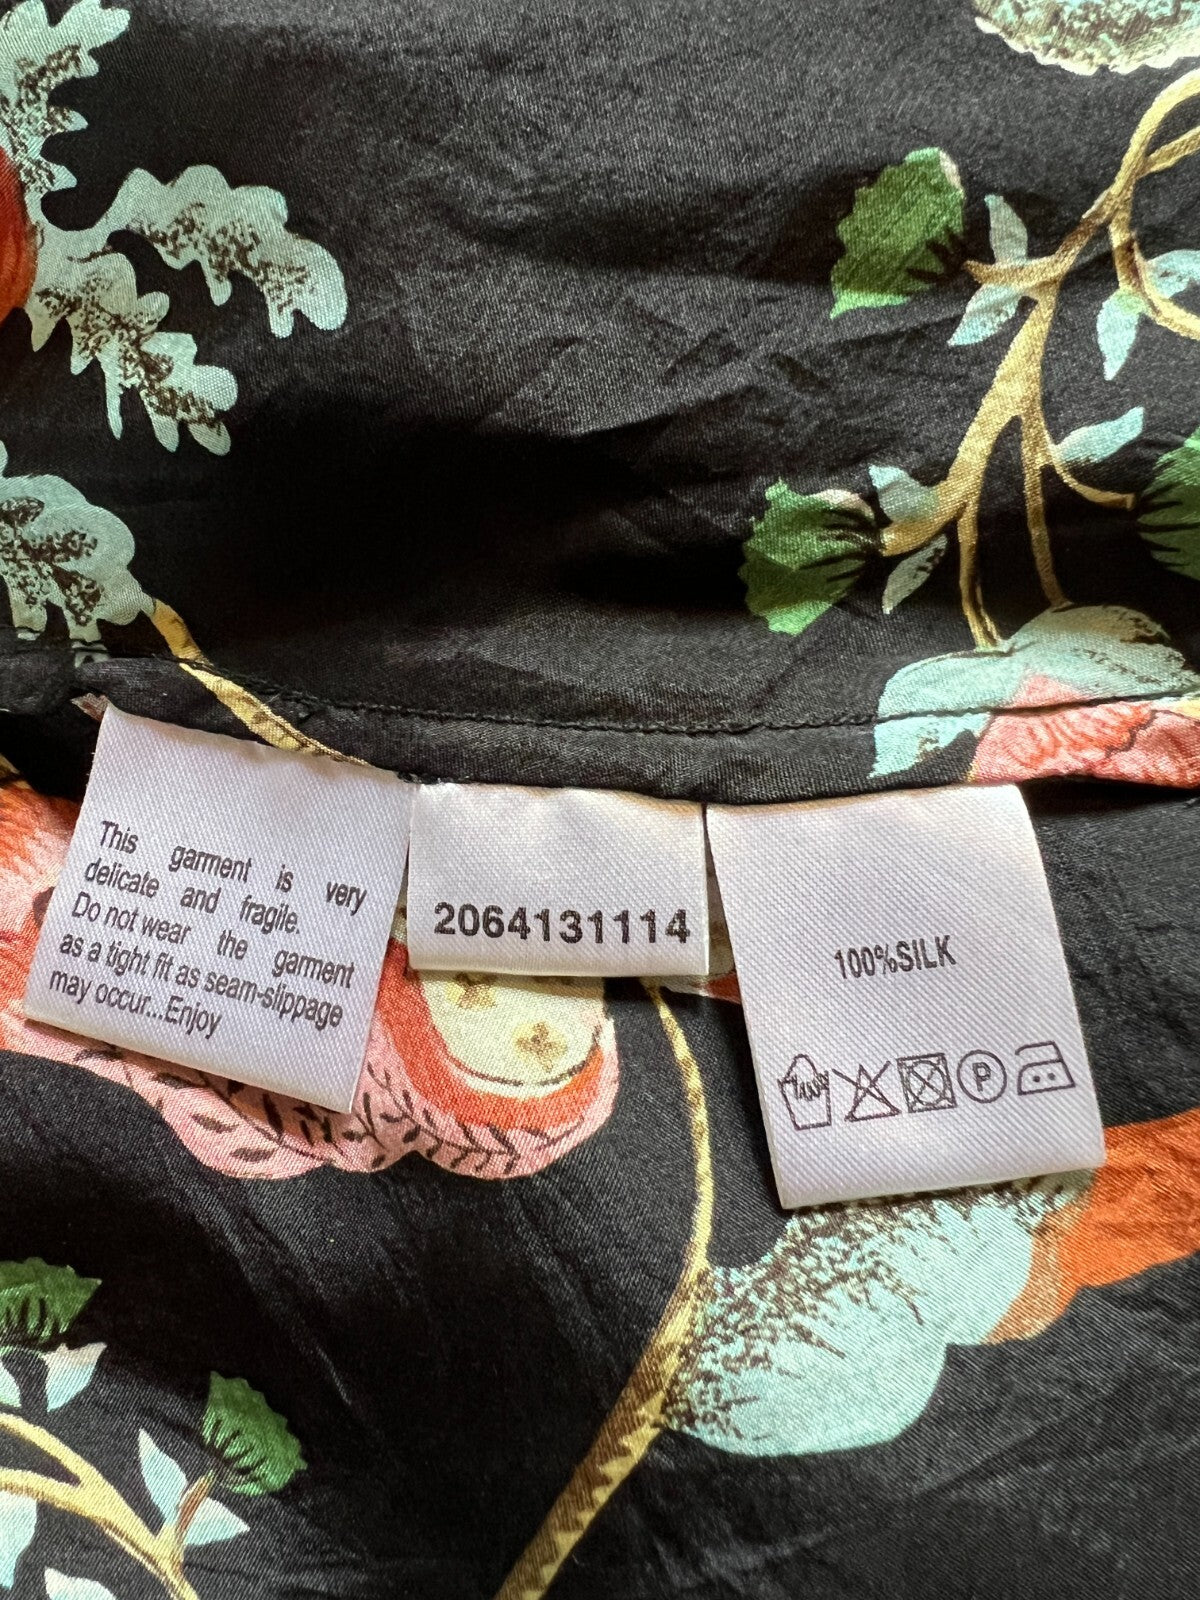 This garment is very
delicate and fragile.
Do not wear the garment
as a tight fit as seam-slippage
may occur...Enjoy
2064131114
100%SILK
P